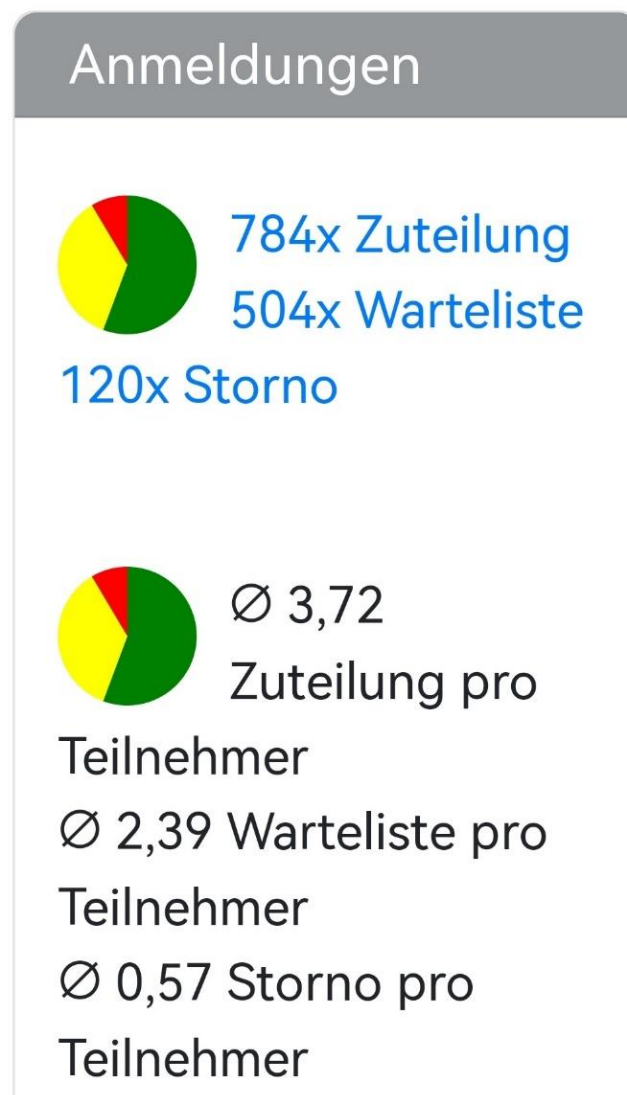 Anmeldungen
784x Zuteilung
504x Warteliste
120x Storno
∅ 3,72
Zuteilung pro
Teilnehmer
∅ 2,39 Warteliste pro
Teilnehmer
∅ 0,57 Storno pro
Teilnehmer